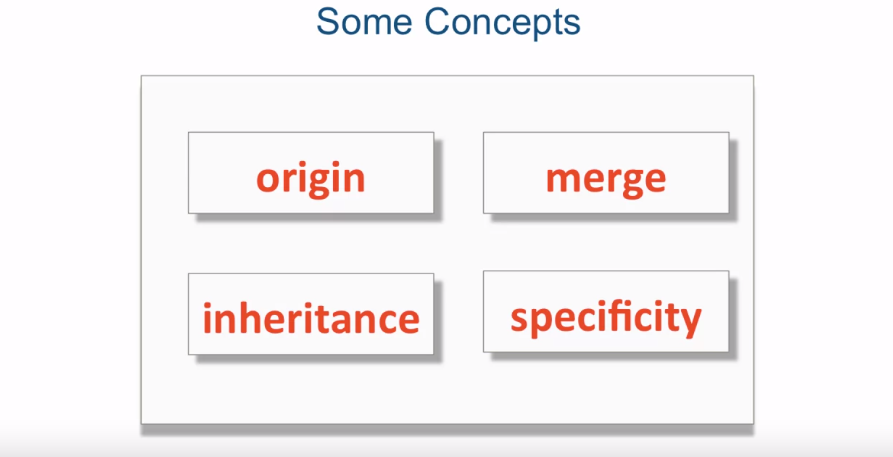 Some Concepts
origin
merge
inheritance
specificity